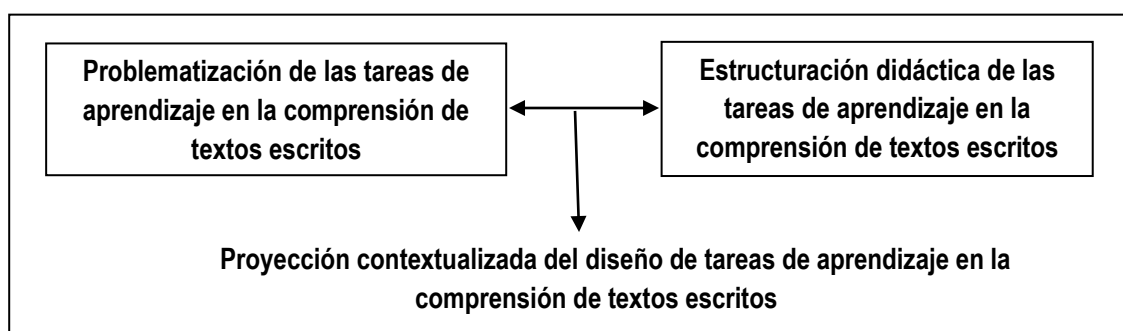 Problematización de las tareas de
aprendizaje en la comprensión de
textos escritos
Estructuración didáctica de las
tareas de aprendizaje en la
comprensión de textos escritos
Proyección contextualizada del diseño de tareas de aprendizaje en la
comprensión de textos escritos